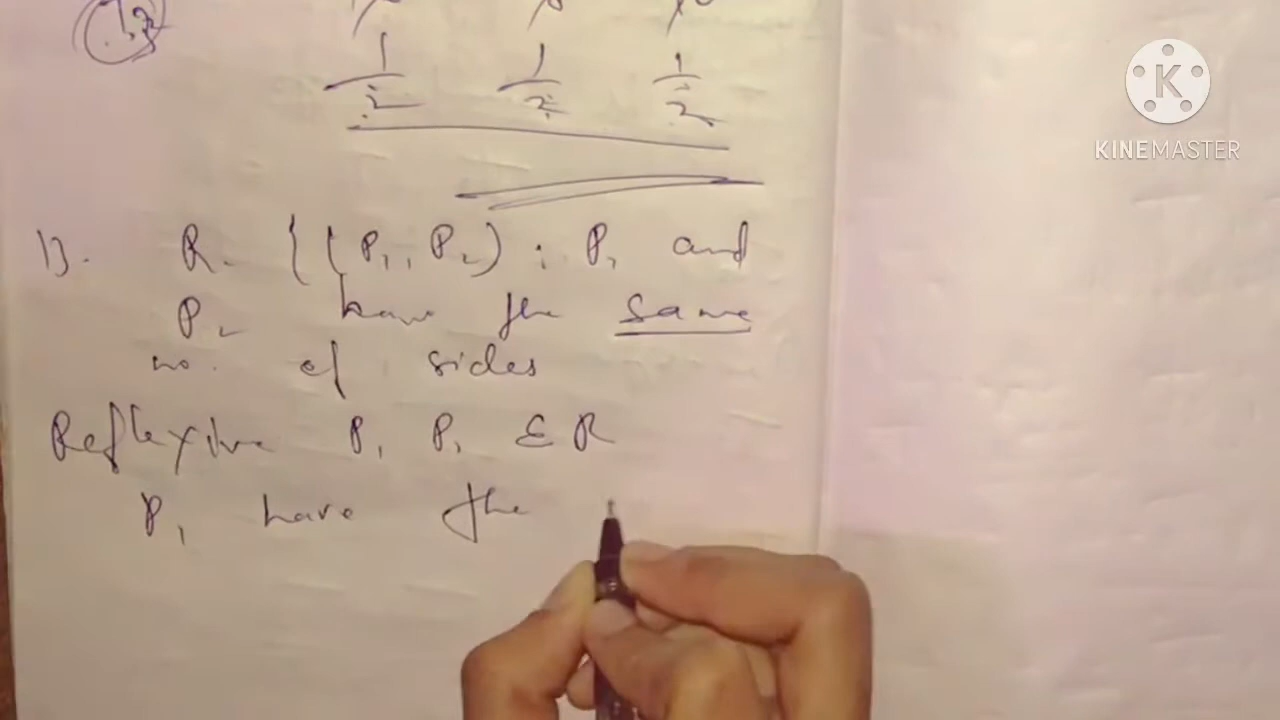 1 1 1
2 2 2
K
KINEMASTER
13. R. {(P1, P2) : P1 and
P2 have the same
no. of sides
Reflexive P1 P1 ∈ R
P1 have the